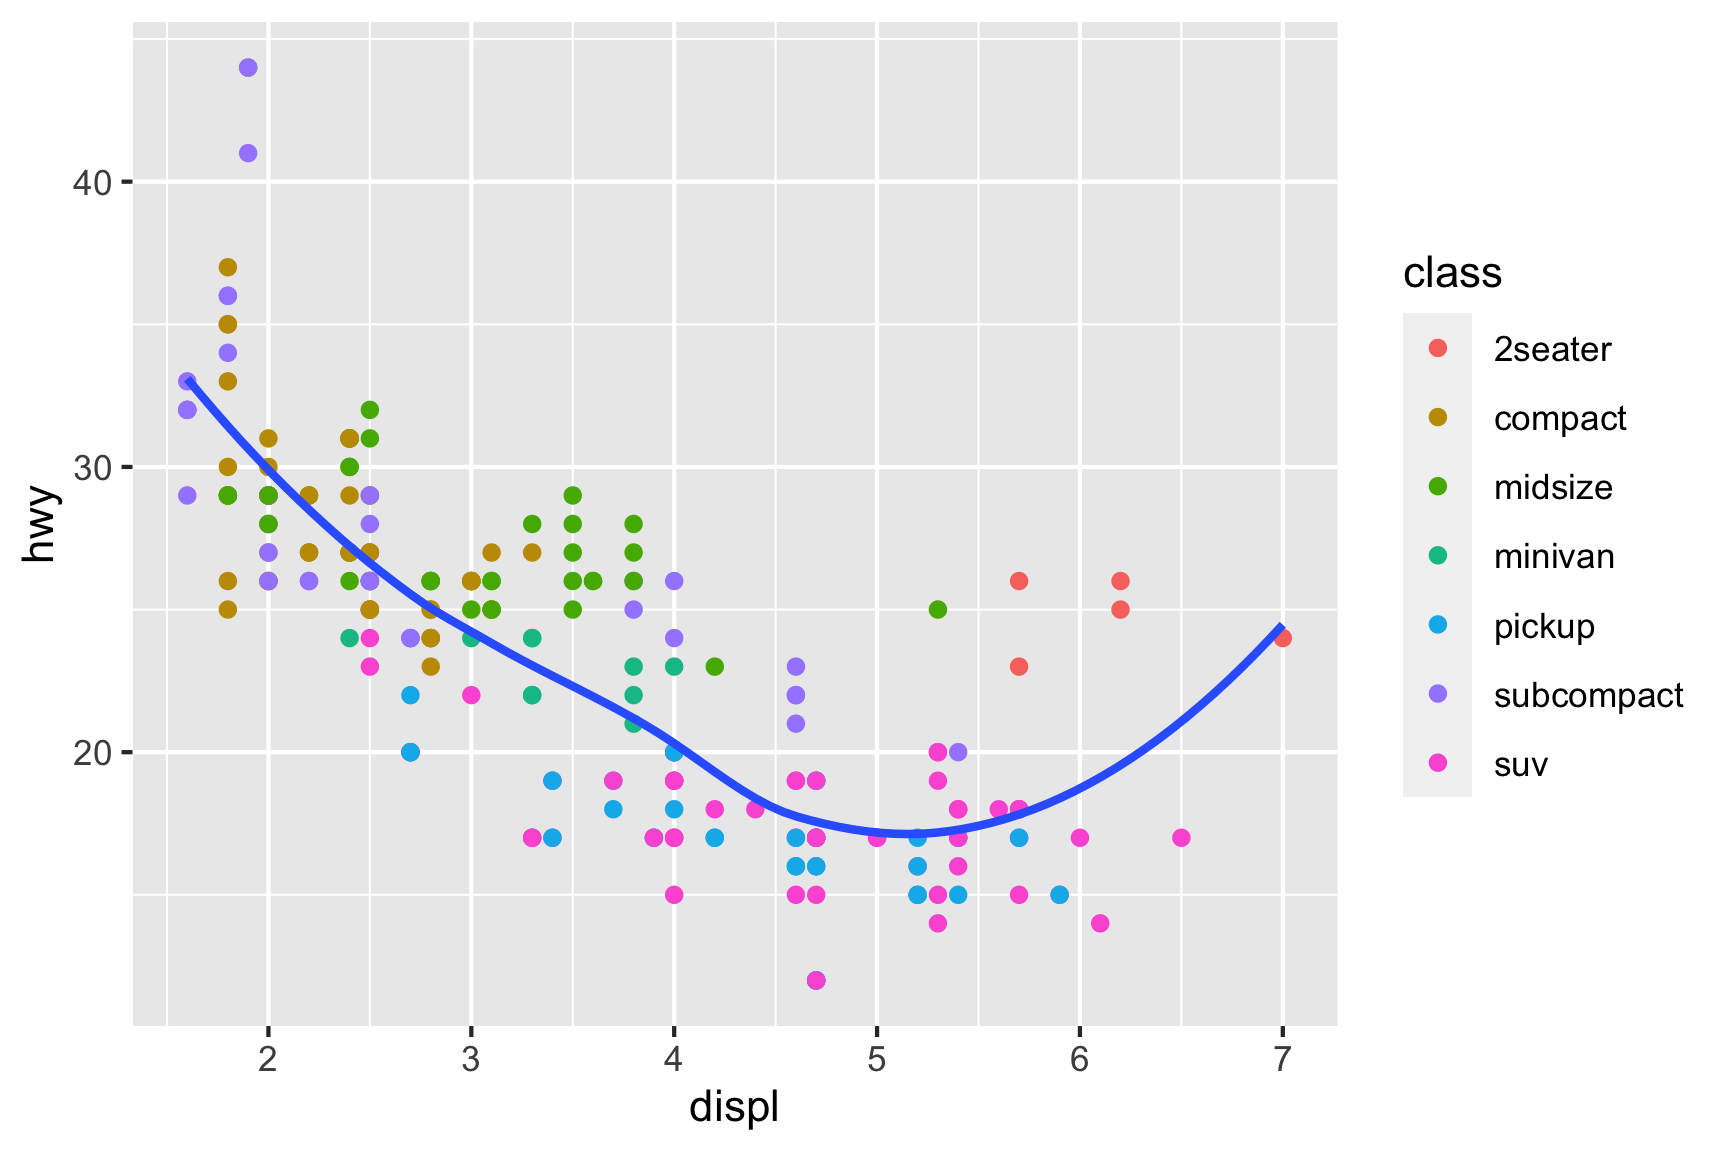 hwy
40
30
20
2 3 4 5 6 7
displ
class
2seater
compact
midsize
minivan
pickup
subcompact
suv